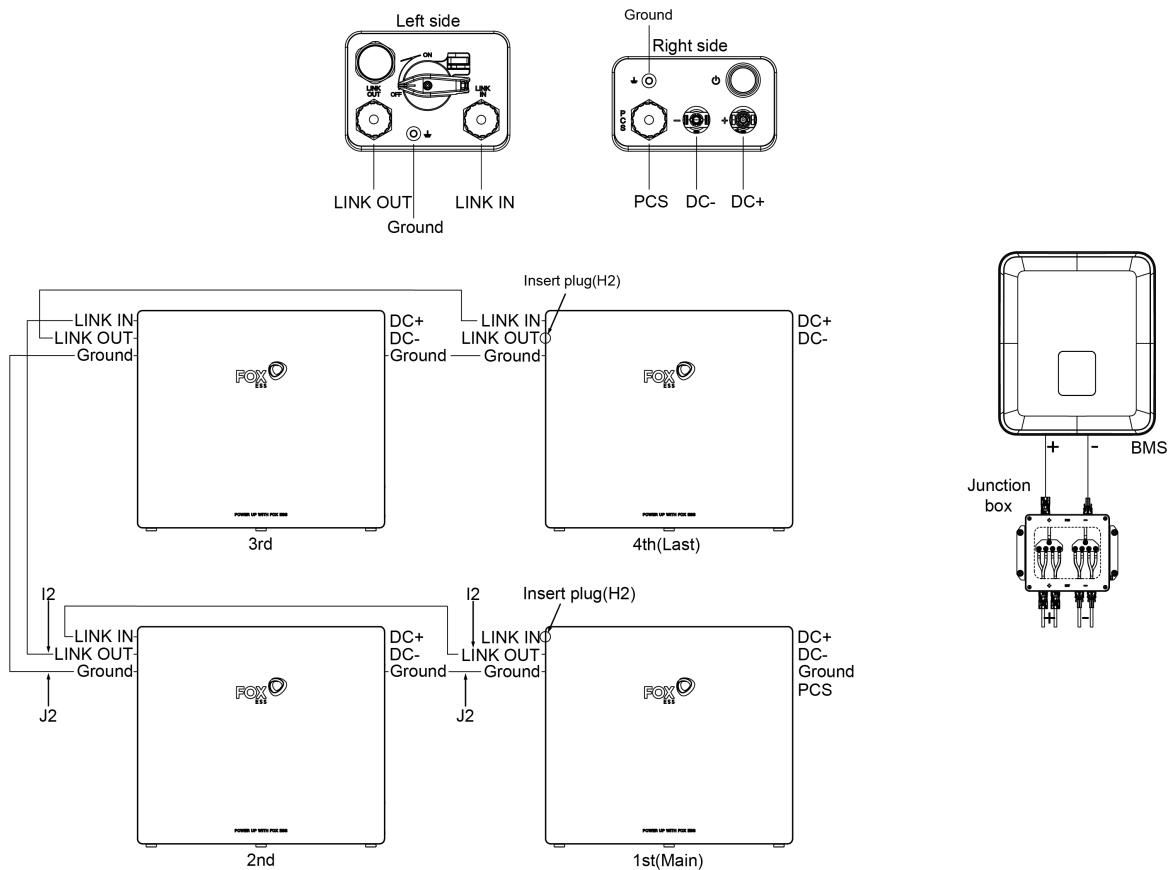 Left side
ON
OFF
LINK
OUT
LINK
IN
LINK OUT
LINK IN
Ground
Ground
Right side
P
C
S
-
+
PCS
DC-
DC+
Insert plug(H2)
LINK IN
LINK OUT
Ground
DC+
DC-
Ground
FOX
ESS
POWER UP WITH FOX ESS
3rd
LINK IN
LINK OUT
Ground
DC+
DC-
FOX
ESS
POWER UP WITH FOX ESS
4th(Last)
+
-
BMS
Junction
box
+
-
I2
LINK IN
LINK OUT
Ground
J2
DC+
DC-
Ground
FOX
ESS
POWER UP WITH FOX ESS
2nd
I2
Insert plug(H2)
LINK IN
LINK OUT
Ground
J2
DC+
DC-
Ground
PCS
FOX
ESS
POWER UP WITH FOX ESS
1st(Main)